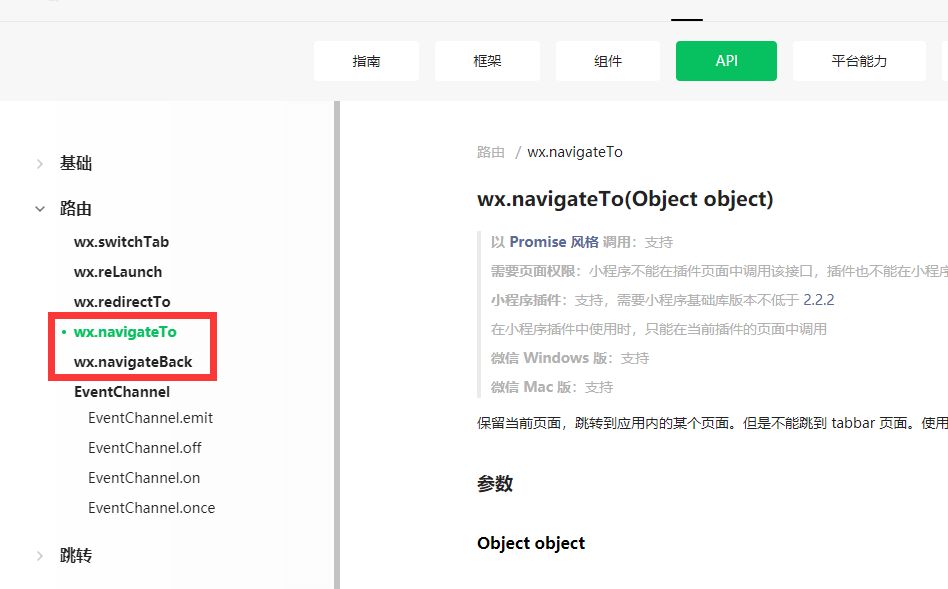 指南 框架 组件 API 平台能力
基础
路由
wx.switchTab
wx.reLaunch
wx.redirectTo
wx.navigateTo
wx.navigateBack
EventChannel
EventChannel.emit
EventChannel.off
EventChannel.on
EventChannel.once
跳转
路由 / wx.navigateTo
wx.navigateTo(Object object)
以 Promise 风格 调用：支持
需要页面权限：小程序不能在插件页面中调用该接口，插件也不能在小程序
小程序插件：支持，需要小程序基础库版本不低于 2.2.2
在小程序插件中使用时，只能在当前插件的页面中调用
微信 Windows 版：支持
微信 Mac 版：支持
保留当前页面，跳转到应用内的某个页面。但是不能跳到 tabbar 页面。使用
参数
Object object